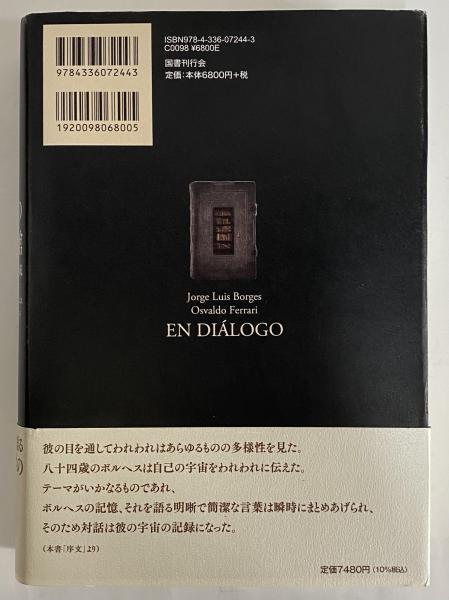 ISBN978-4-336-07244-3
C0098 ¥6800E
国書刊行会
定価：本体6800円+税
9784336072443
1920098068005
Jorge Luis Borges
Osvaldo Ferrari
EN DIÁLOGO
彼の目を通してわれわれはあらゆるものの多様性を見た。
八十四歳のボルヘスは自己の宇宙をわれわれに伝えた。
テーマがいかなるものであれ、
ボルヘスの記憶、それを語る明晰で簡潔な言葉は瞬時にまとめあげられ、
そのため対話は彼の宇宙の記録になった。
（本書「序文」より）
定価7480円（10%税込）